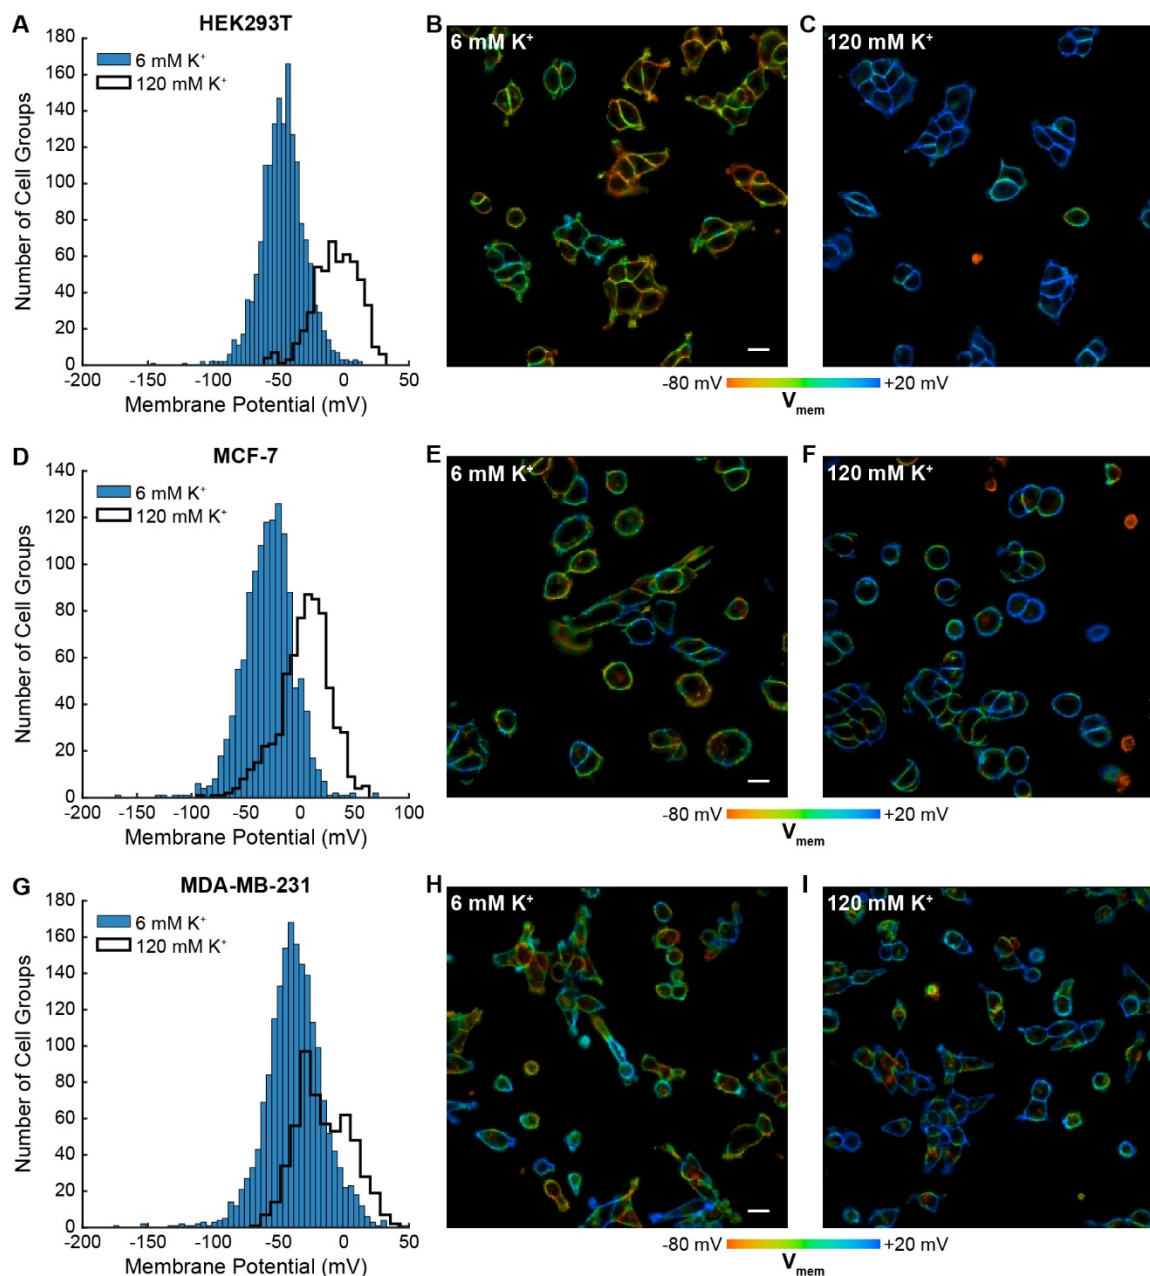 A
HEK293T
6 mM K⁺
120 mM K⁺
180
160
140
120
100
80
60
40
20
0
Number of Cell Groups
-200 -150 -100 -50 0 50
Membrane Potential (mV)
B
6 mM K⁺
C
120 mM K⁺
-80 mV +20 mV
Vmem
D
MCF-7
6 mM K⁺
120 mM K⁺
140
120
100
80
60
40
20
0
Number of Cell Groups
-200 -150 -100 -50 0 50 100
Membrane Potential (mV)
E
6 mM K⁺
F
120 mM K⁺
-80 mV +20 mV
Vmem
G
MDA-MB-231
6 mM K⁺
120 mM K⁺
180
160
140
120
100
80
60
40
20
0
Number of Cell Groups
-200 -150 -100 -50 0 50
Membrane Potential (mV)
H
6 mM K⁺
I
120 mM K⁺
-80 mV +20 mV
Vmem